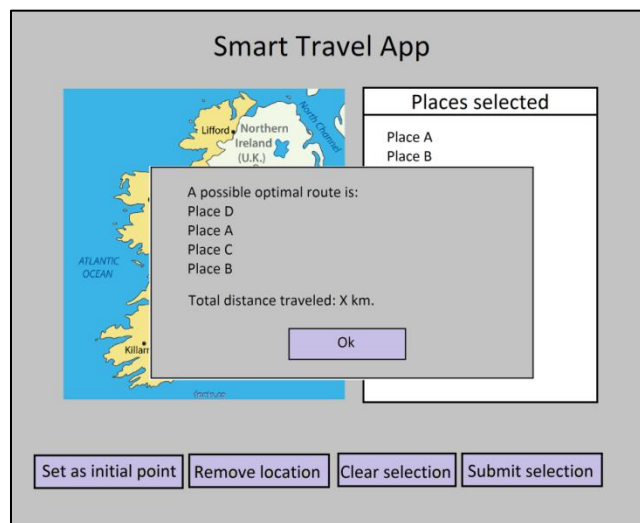 Smart Travel App
Places selected
Place A
Place B
Lifford
Northern
Ireland
(U.K.)
North Channel
ATLANTIC
OCEAN
A possible optimal route is:
Place D
Place A
Place C
Place B
Total distance traveled: X km.
Ok
Set as initial point
Remove location
Clear selection
Submit selection